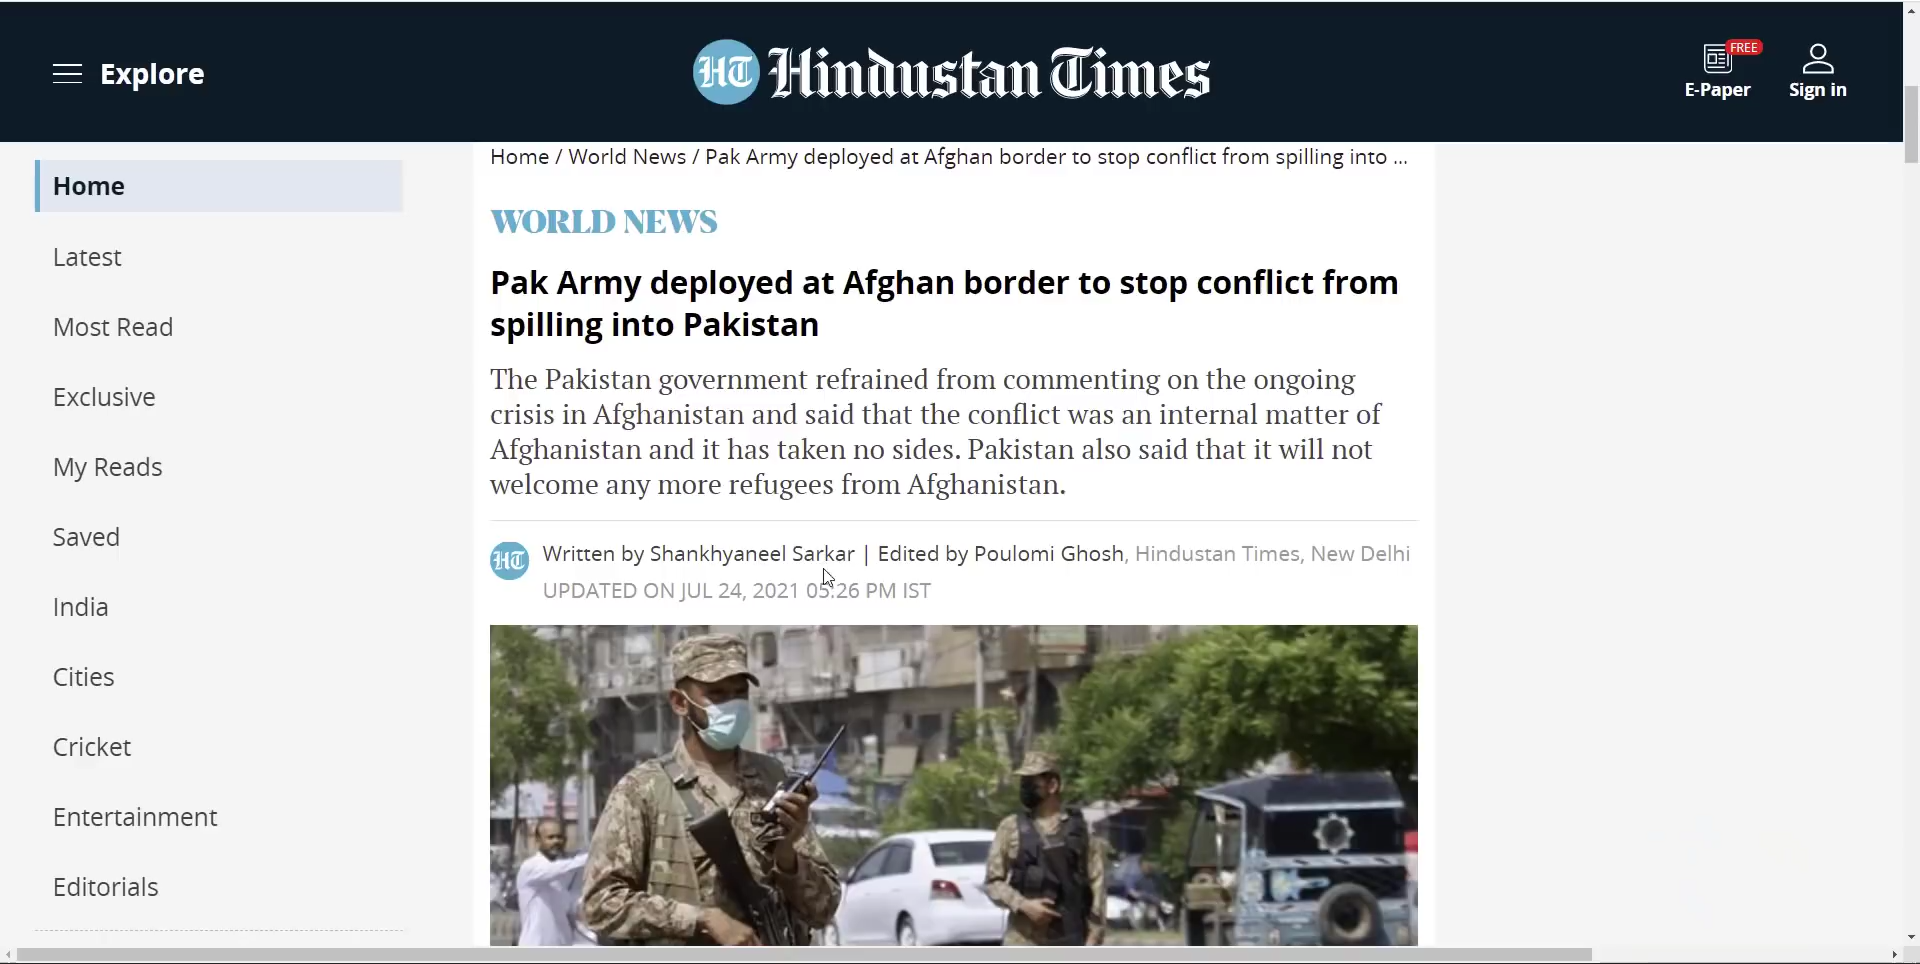 Explore
HT Hindustan Times
FREE
E-Paper
Sign in
Home
Latest
Most Read
Exclusive
My Reads
Saved
India
Cities
Cricket
Entertainment
Editorials
Home / World News / Pak Army deployed at Afghan border to stop conflict from spilling into ...
WORLD NEWS
Pak Army deployed at Afghan border to stop conflict from
spilling into Pakistan
The Pakistan government refrained from commenting on the ongoing
crisis in Afghanistan and said that the conflict was an internal matter of
Afghanistan and it has taken no sides. Pakistan also said that it will not
welcome any more refugees from Afghanistan.
HT
Written by Shankhyaneel Sarkar | Edited by Poulomi Ghosh, Hindustan Times, New Delhi
UPDATED ON JUL 24, 2021 05:26 PM IST